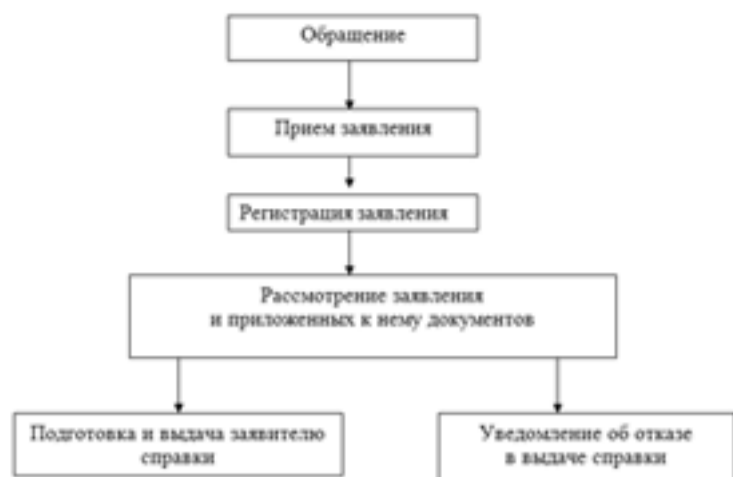 Обращение
Прием заявления
Регистрация заявления
Рассмотрение заявления
и приложенных к нему документов
Подготовка и выдача заявителю
справки
Уведомление об отказе
в выдаче справки